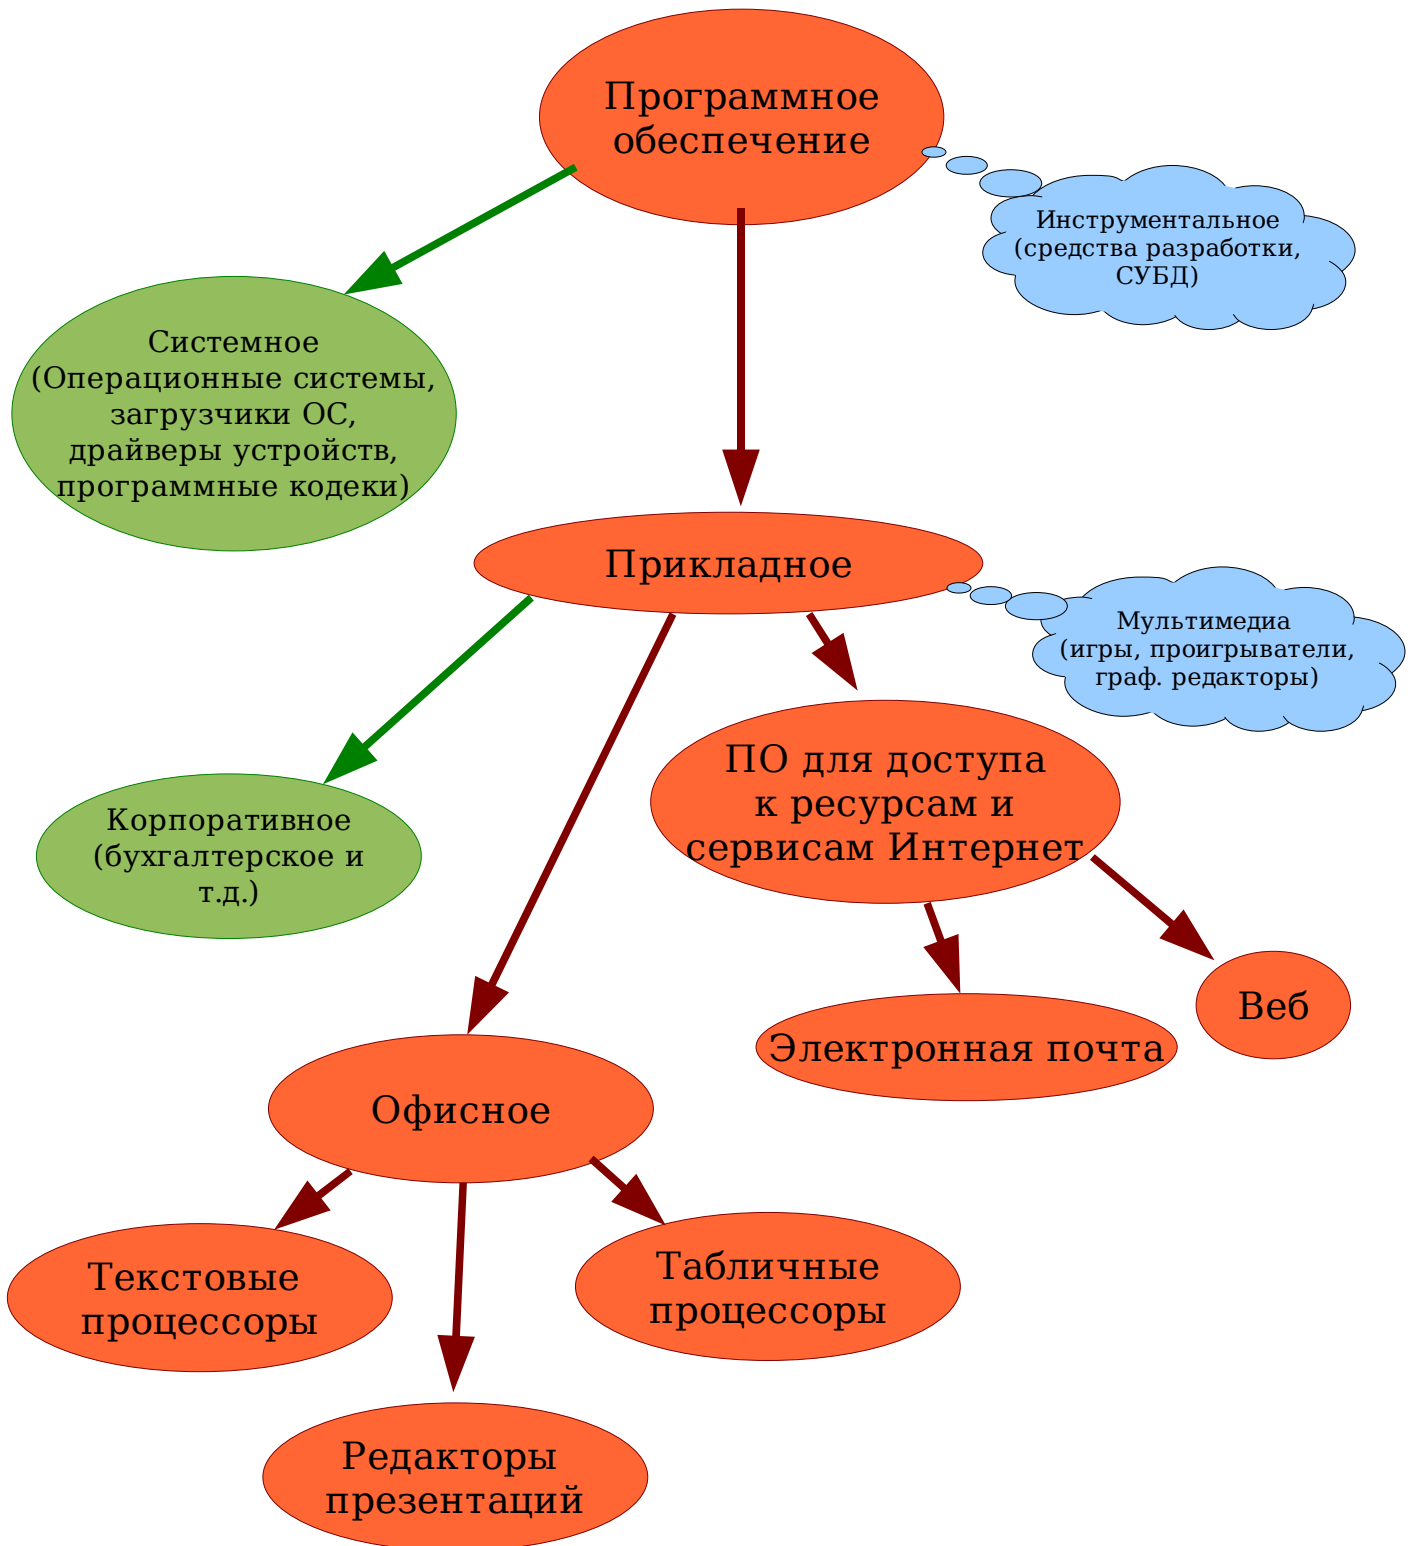 Программное
обеспечение
Инструментальное
(средства разработки,
СУБД)
Системное
(Операционные системы,
загрузчики ОС,
драйверы устройств,
программные кодеки)
Прикладное
Мультимедиа
(игры, проигрыватели,
граф. редакторы)
ПО для доступа
к ресурсам и
сервисам Интернет
Корпоративное
(бухгалтерское и
т.д.)
Веб
Электронная почта
Офисное
Текстовые
процессоры
Табличные
процессоры
Редакторы
презентаций